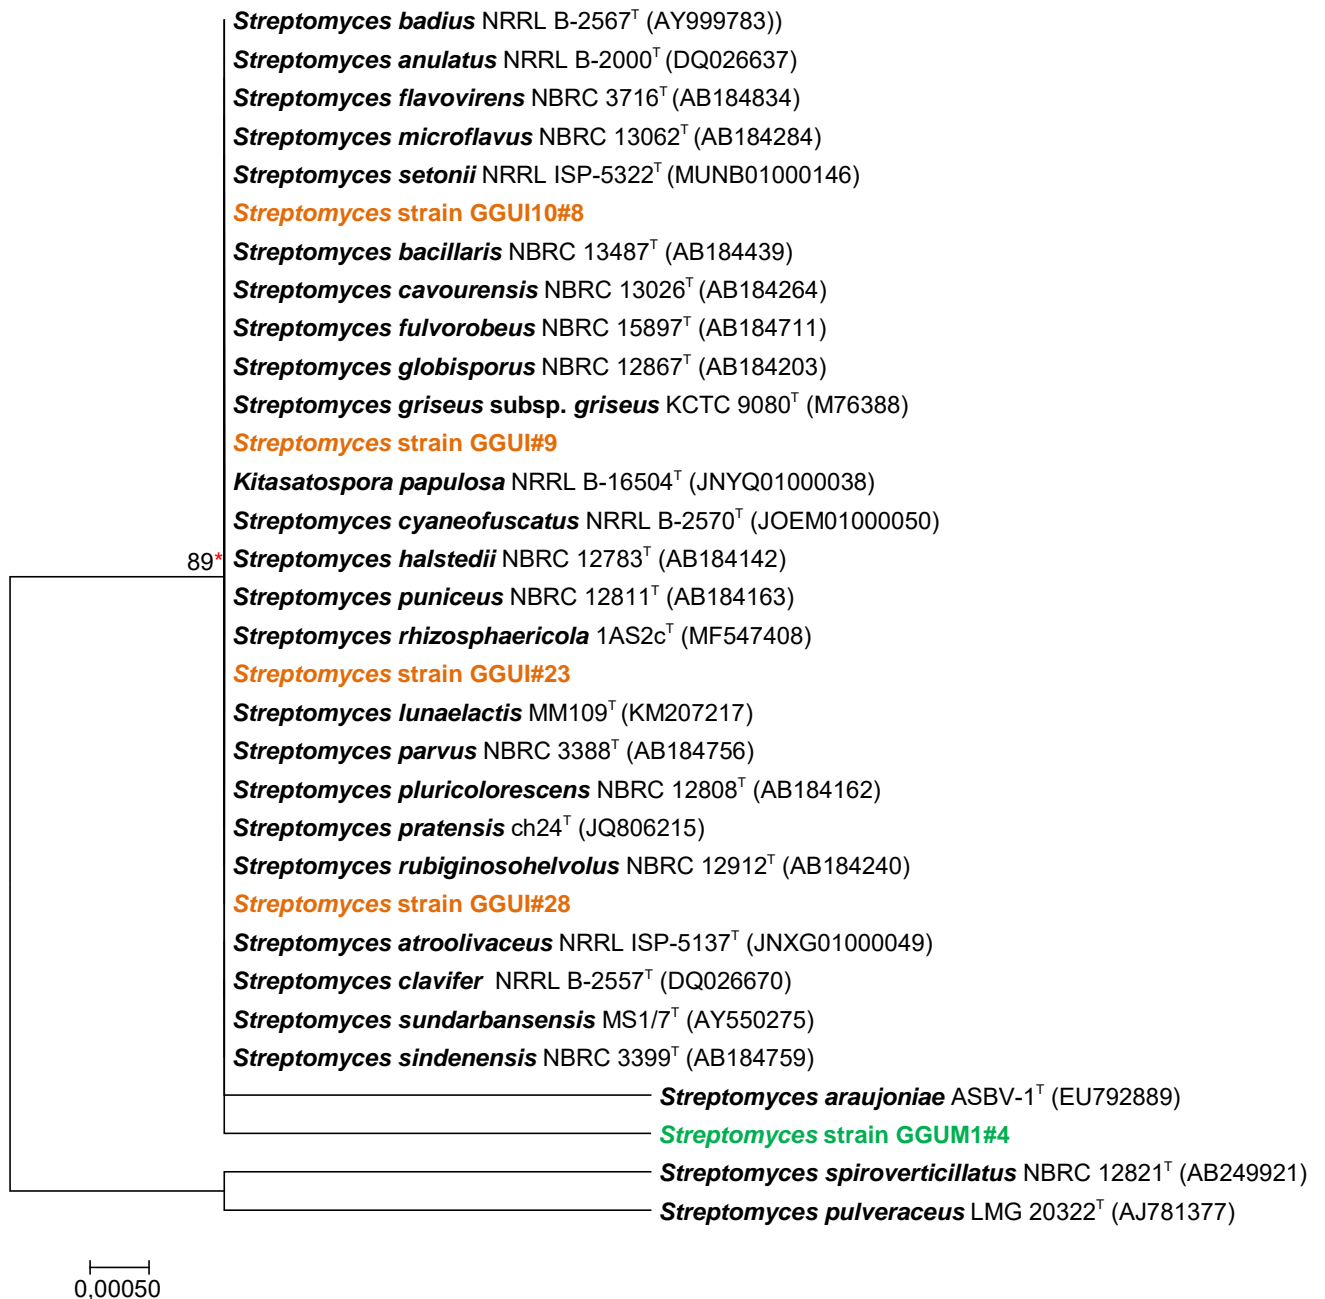 Streptomyces badius NRRL B-2567T (AY999783))
Streptomyces anulatus NRRL B-2000T (DQ026637)
Streptomyces flavovirens NBRC 3716T (AB184834)
Streptomyces microflavus NBRC 13062T (AB184284)
Streptomyces setonii NRRL ISP-5322T (MUNB01000146)
Streptomyces strain GGUI10#8
Streptomyces bacillaris NBRC 13487T (AB184439)
Streptomyces cavourensis NBRC 13026T (AB184264)
Streptomyces fulvorobeus NBRC 15897T (AB184711)
Streptomyces globisporus NBRC 12867T (AB184203)
Streptomyces griseus subsp. griseus KCTC 9080T (M76388)
Streptomyces strain GGUI#9
Kitasatospora papulosa NRRL B-16504T (JNYQ01000038)
Streptomyces cyaneofuscatus NRRL B-2570T (JOEM01000050)
89* Streptomyces halstedii NBRC 12783T (AB184142)
Streptomyces puniceus NBRC 12811T (AB184163)
Streptomyces rhizosphaericola 1AS2cT (MF547408)
Streptomyces strain GGUI#23
Streptomyces lunaelactis MM109T (KM207217)
Streptomyces parvus NBRC 3388T (AB184756)
Streptomyces pluricolorescens NBRC 12808T (AB184162)
Streptomyces pratensis ch24T (JQ806215)
Streptomyces rubiginosohelvolus NBRC 12912T (AB184240)
Streptomyces strain GGUI#28
Streptomyces atroolivaceus NRRL ISP-5137T (JNXG01000049)
Streptomyces clavifer NRRL B-2557T (DQ026670)
Streptomyces sundarbansensis MS1/7T (AY550275)
Streptomyces sindenensis NBRC 3399T (AB184759)
Streptomyces araujoniae ASBV-1T (EU792889)
Streptomyces strain GGUM1#4
Streptomyces spiroverticillatus NBRC 12821T (AB249921)
Streptomyces pulveraceus LMG 20322T (AJ781377)
0,00050